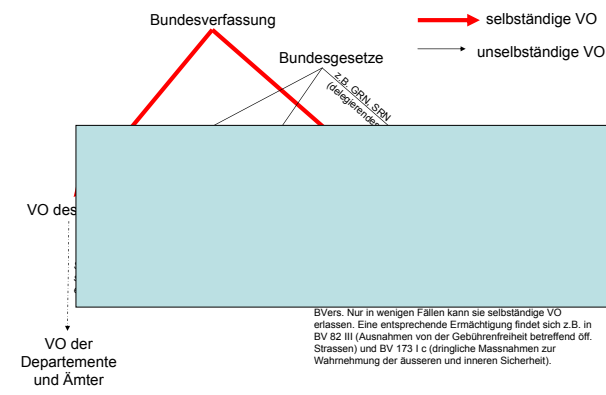 Bundesverfassung
selbständige VO
Bundesgesetze
unselbständige VO
z.B. GRN, SRN
(delegierendes
VO des
BVers. Nur in wenigen Fällen kann sie selbständige VO
erlassen. Eine entsprechende Ermächtigung findet sich z.B. in
BV 82 III (Ausnahmen von der Gebührenfreiheit betreffend öff.
Strassen) und BV 173 I c (dringliche Massnahmen zur
Wahrnehmung der äusseren und inneren Sicherheit).
VO der
Departemente
und Ämter